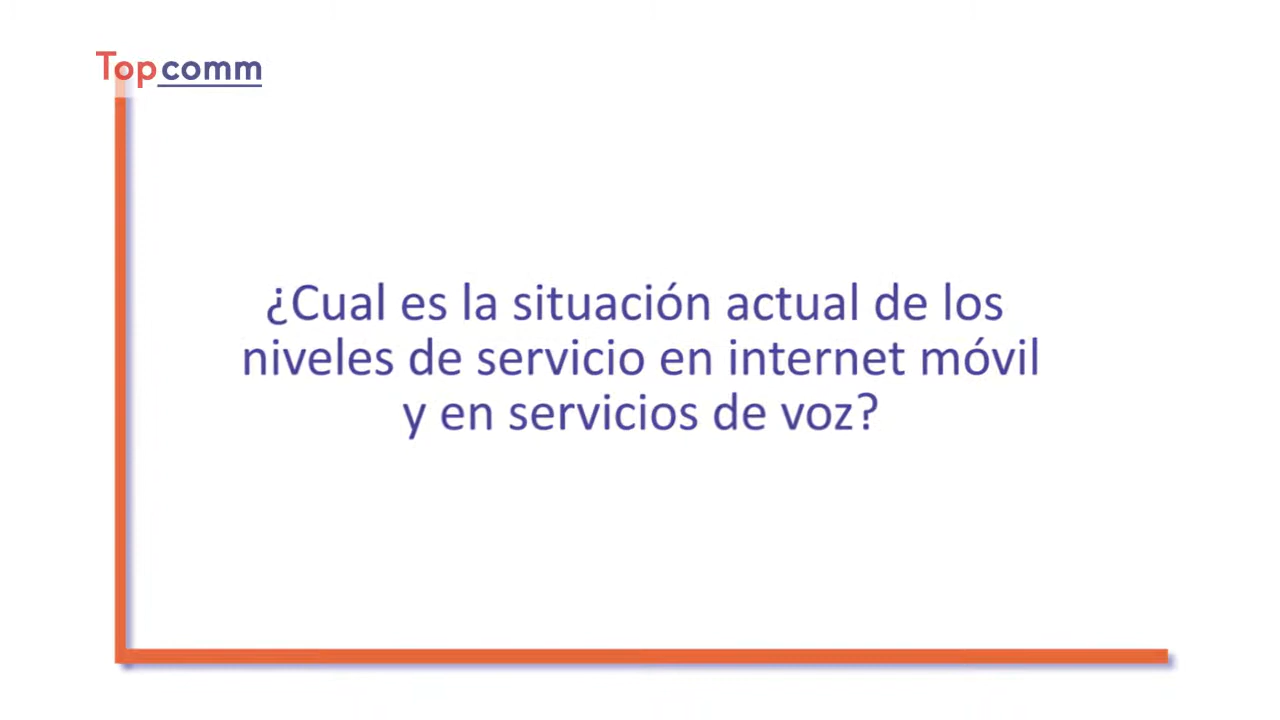 Topcomm
¿Cual es la situación actual de los
niveles de servicio en internet móvil
y en servicios de voz?